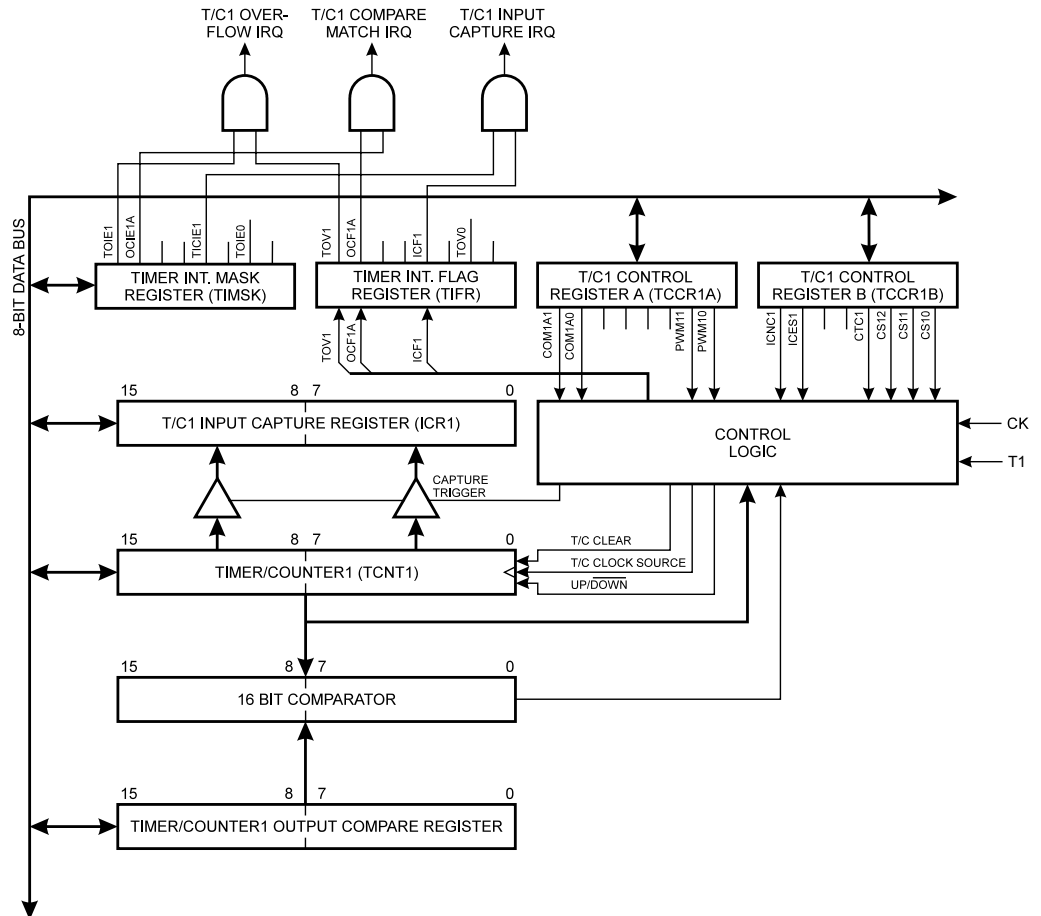 T/C1 OVER-
FLOW IRQ
T/C1 COMPARE
MATCH IRQ
T/C1 INPUT
CAPTURE IRQ
8-BIT DATA BUS
TOIE1
OCIE1A
TICIE1
TOIE0
TOV1
OCF1A
ICF1
TOV0
TIMER INT. MASK
REGISTER (TIMSK)
TIMER INT. FLAG
REGISTER (TIFR)
T/C1 CONTROL
REGISTER A (TCCR1A)
T/C1 CONTROL
REGISTER B (TCCR1B)
TOV1
OCF1A
ICF1
COM1A1
COM1A0
PWM11
PWM10
ICNC1
ICES1
CTC1
CS12
CS11
CS10
15 8 7 0
T/C1 INPUT CAPTURE REGISTER (ICR1)
CONTROL
LOGIC
CK
T1
CAPTURE
TRIGGER
15 8 7 0
TIMER/COUNTER1 (TCNT1)
T/C CLEAR
T/C CLOCK SOURCE
UP/DOWN
15 8 7 0
16 BIT COMPARATOR
15 8 7 0
TIMER/COUNTER1 OUTPUT COMPARE REGISTER